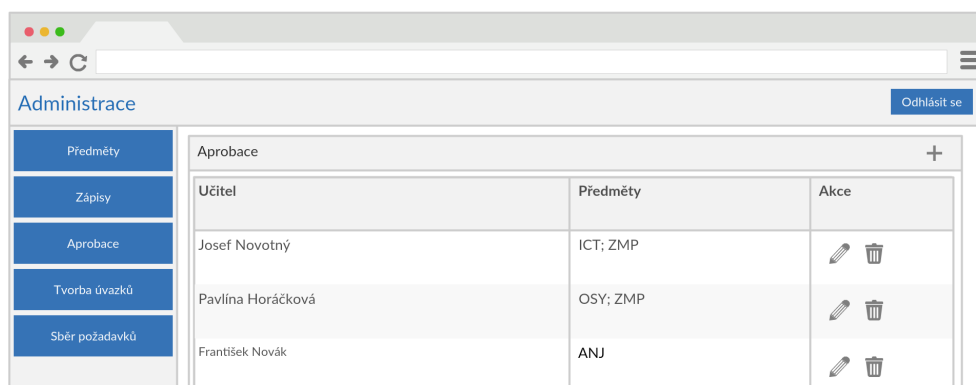 Administrace
Odhlásit se
Předměty
Zápisy
Aprobace
Tvorba úvazků
Sběr požadavků
Aprobace
Učitel Předměty Akce
Josef Novotný ICT; ZMP
Pavlína Horáčková OSY; ZMP
František Novák ANJ